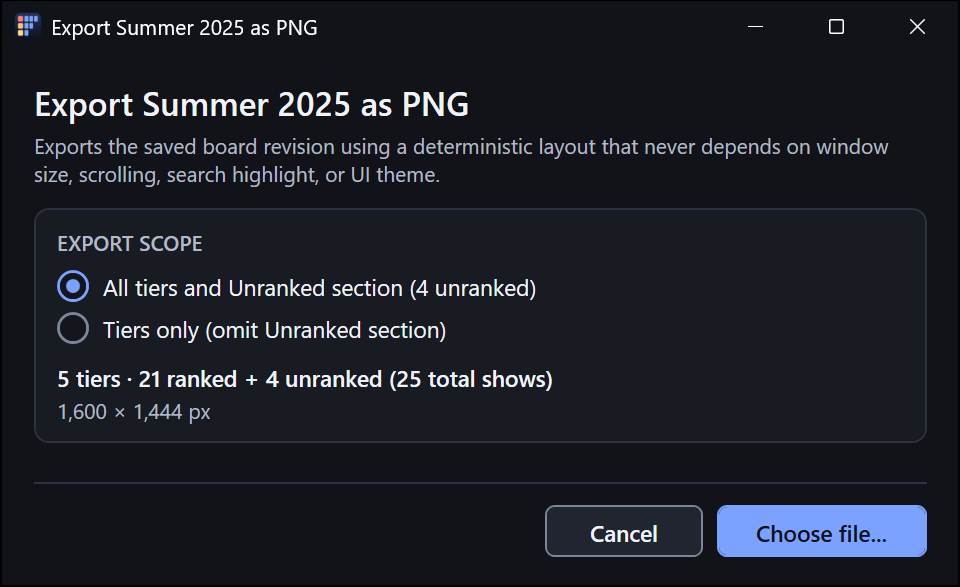 Export Summer 2025 as PNG
Export Summer 2025 as PNG
Exports the saved board revision using a deterministic layout that never depends on window
size, scrolling, search highlight, or UI theme.
EXPORT SCOPE
All tiers and Unranked section (4 unranked)
Tiers only (omit Unranked section)
5 tiers · 21 ranked + 4 unranked (25 total shows)
1,600 × 1,444 px
Cancel
Choose file...